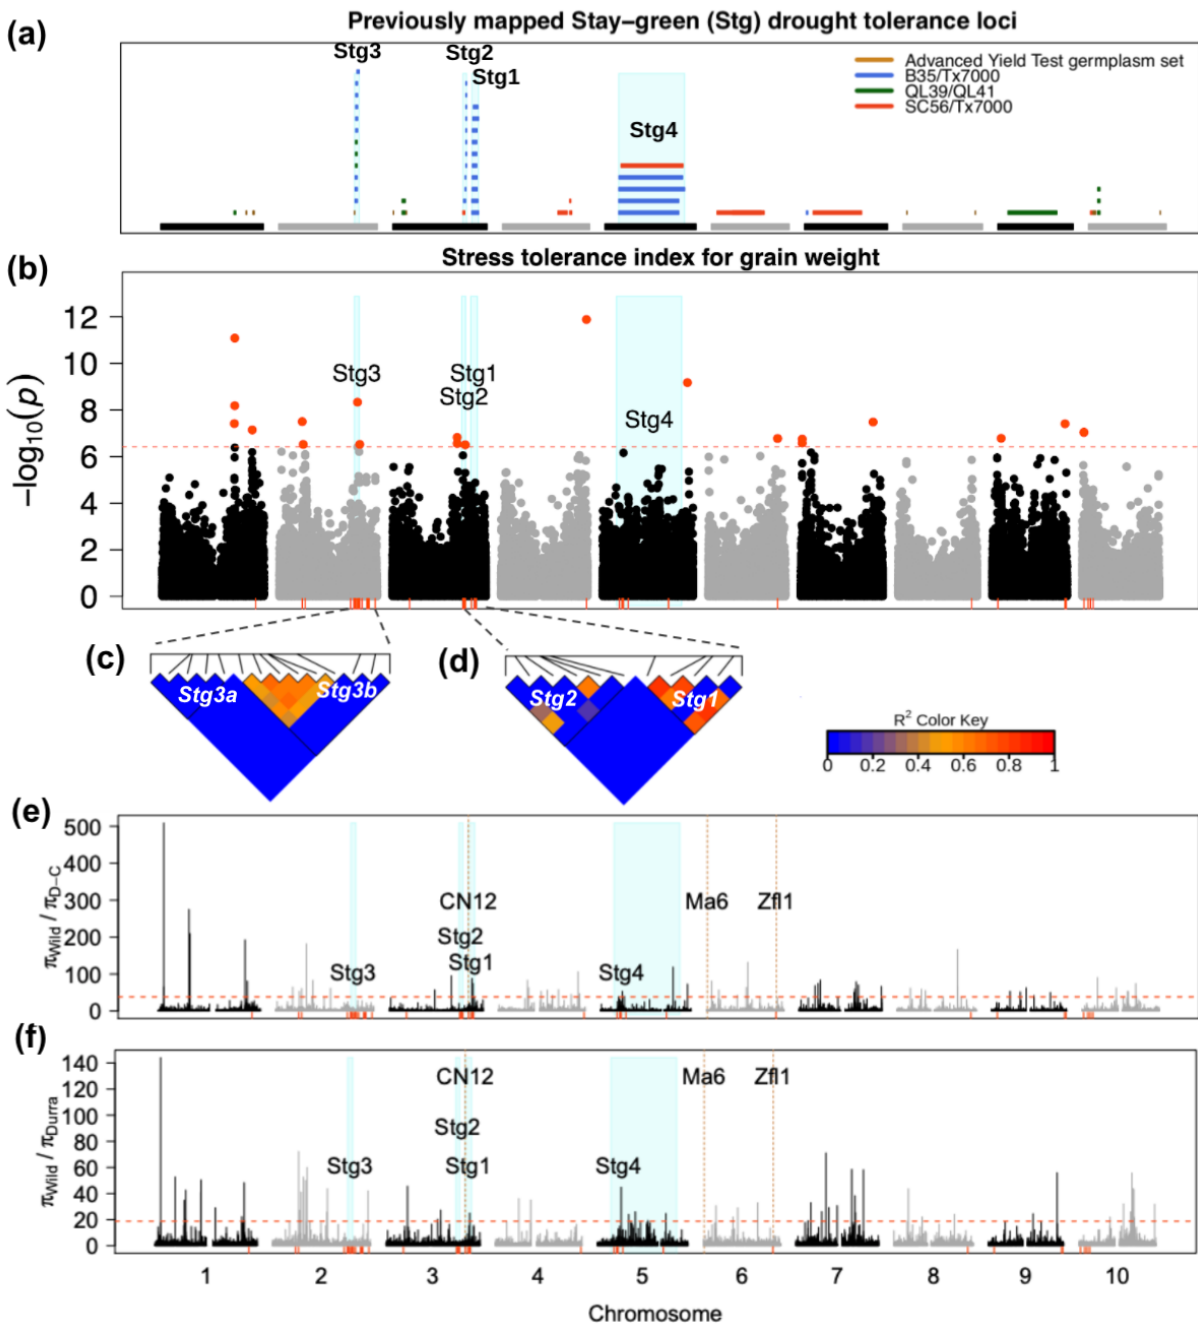 (a)
Previously mapped Stay−green (Stg) drought tolerance loci
Stg3
Stg2
Stg1
Stg4
Advanced Yield Test germplasm set
B35/Tx7000
QL39/QL41
SC56/Tx7000
(b)
Stress tolerance index for grain weight
−log10(p)
12
10
8
6
4
2
0
Stg3
Stg1
Stg2
Stg4
(c)
Stg3a
Stg3b
(d)
Stg2
Stg1
R² Color Key
0 0.2 0.4 0.6 0.8 1
(e)
πWild / πD−C
500
400
300
200
100
0
CN12
Stg2
Stg1
Stg3
Stg4
Ma6
Zfl1
(f)
πWild / πDurra
140
120
100
80
60
40
20
0
CN12
Stg2
Stg1
Stg3
Stg4
Ma6
Zfl1
1 2 3 4 5 6 7 8 9 10
Chromosome